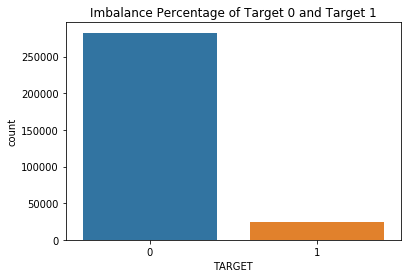 Imbalance Percentage of Target 0 and Target 1
250000
200000
150000
100000
50000
0
count
0 1
TARGET